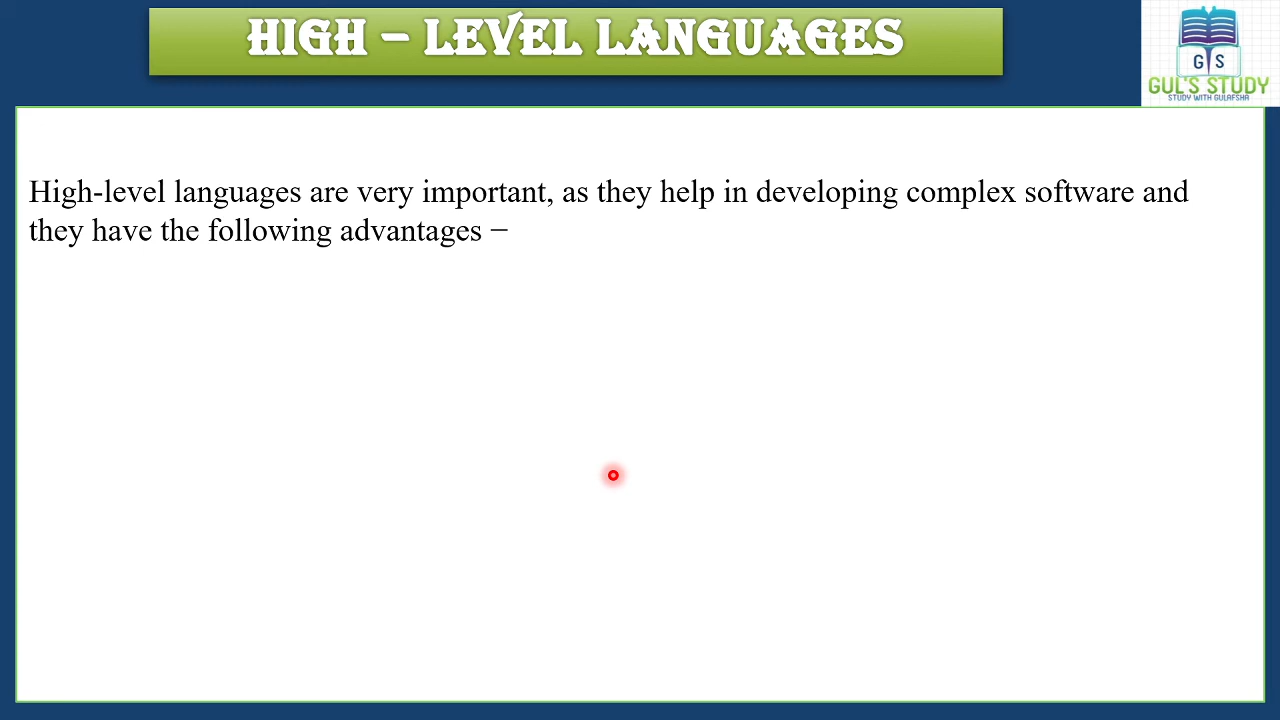 HIGH – LEVEL LANGUAGES
G S
GUL'S STUDY
STUDY WITH GULAFSHA
High-level languages are very important, as they help in developing complex software and
they have the following advantages −